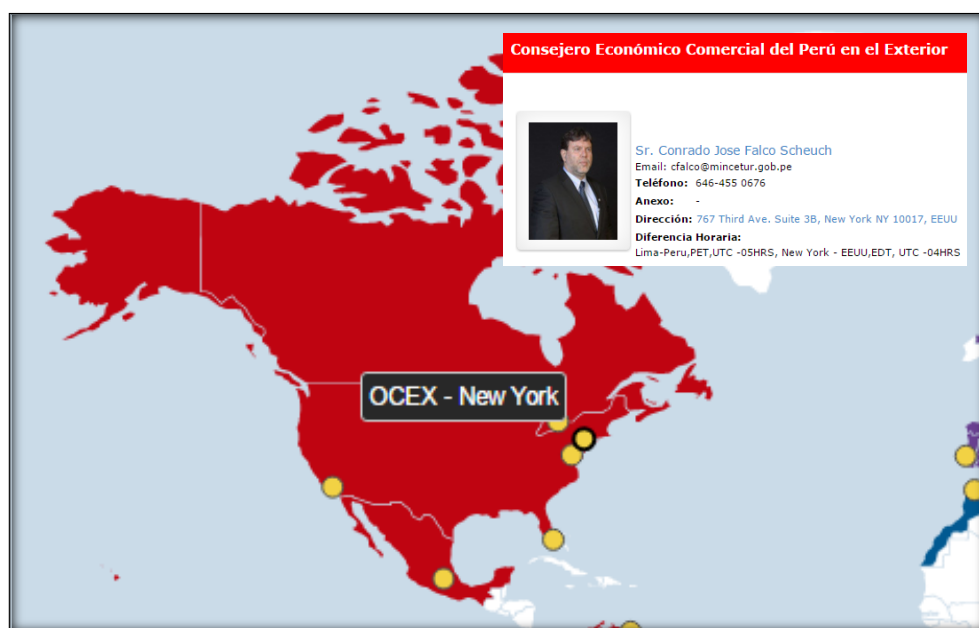 Consejero Económico Comercial del Perú en el Exterior
Sr. Conrado Jose Falco Scheuch
Email: cfalco@mincetur.gob.pe
Teléfono: 646-455 0676
Anexo: -
Dirección: 767 Third Ave. Suite 3B, New York NY 10017, EEUU
Diferencia Horaria:
Lima-Peru,PET,UTC -05HRS, New York - EEUU,EDT, UTC -04HRS
OCEX - New York